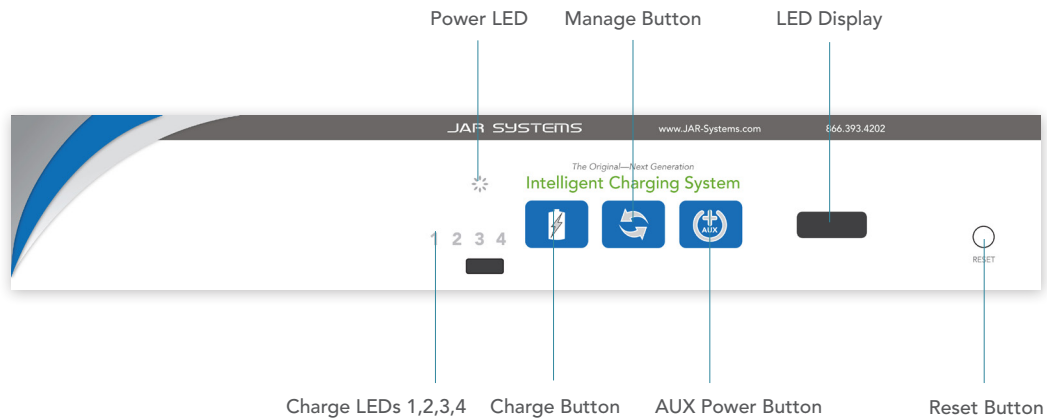 Power LED Manage Button LED Display
JAR SYSTEMS www.JAR-Systems.com 866.393.4202
The Original—Next Generation
Intelligent Charging System
1 2 3 4
AUX
RESET
Charge LEDs 1,2,3,4 Charge Button AUX Power Button Reset Button